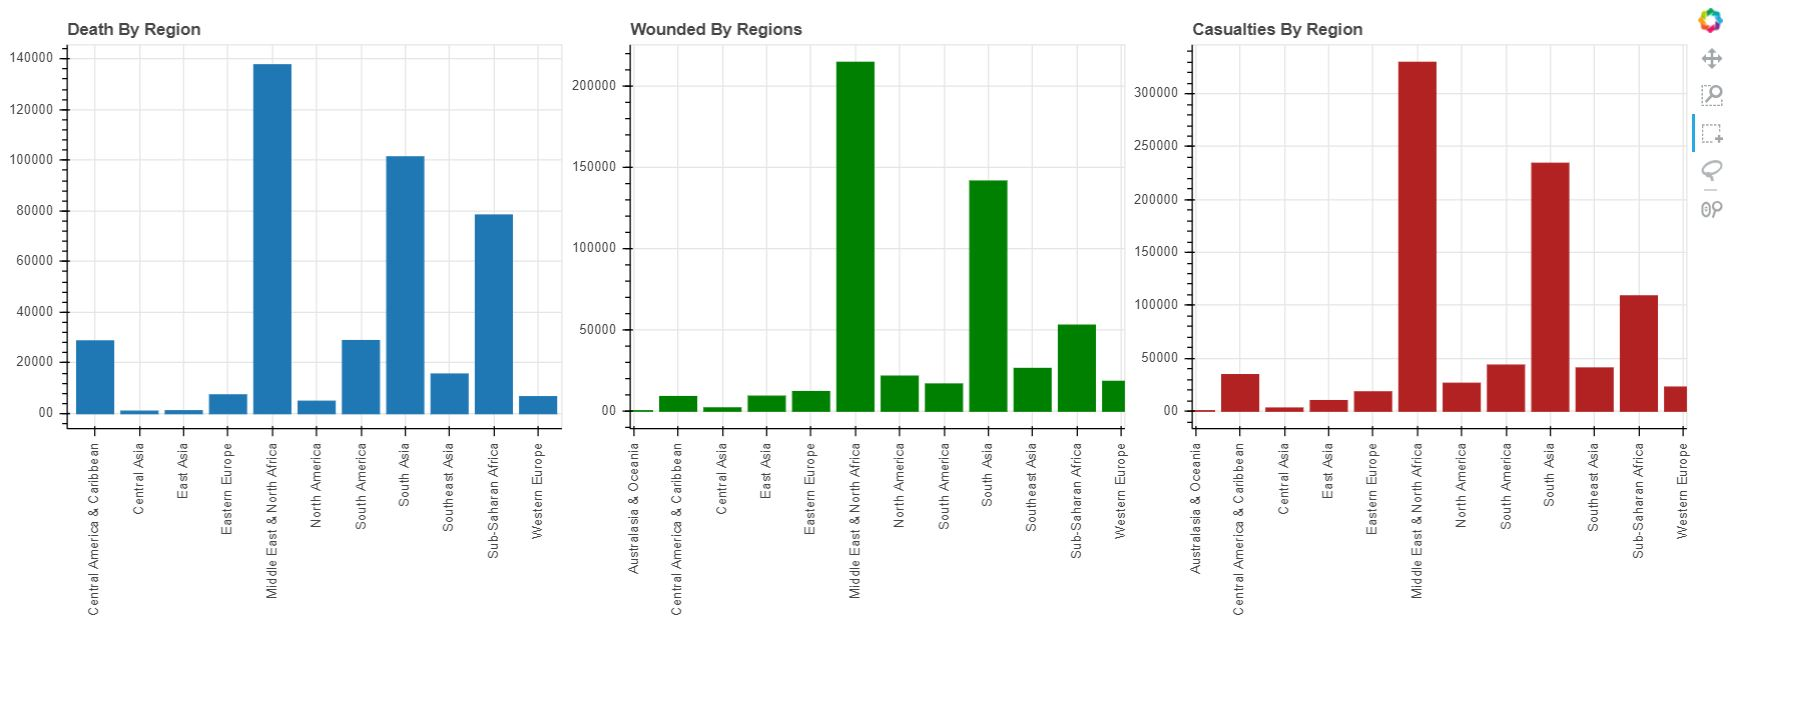 Death By Region
140000
120000
100000
80000
60000
40000
20000
00
Central America & Caribbean
Central Asia
East Asia
Eastern Europe
Middle East & North Africa
North America
South America
South Asia
Southeast Asia
Sub-Saharan Africa
Western Europe
Wounded By Regions
200000
150000
100000
50000
00
Australasia & Oceania
Central America & Caribbean
Central Asia
East Asia
Eastern Europe
Middle East & North Africa
North America
South America
South Asia
Southeast Asia
Sub-Saharan Africa
Western Europe
Casualties By Region
300000
250000
200000
150000
100000
50000
00
Australasia & Oceania
Central America & Caribbean
Central Asia
East Asia
Eastern Europe
Middle East & North Africa
North America
South America
South Asia
Southeast Asia
Sub-Saharan Africa
Western Europe